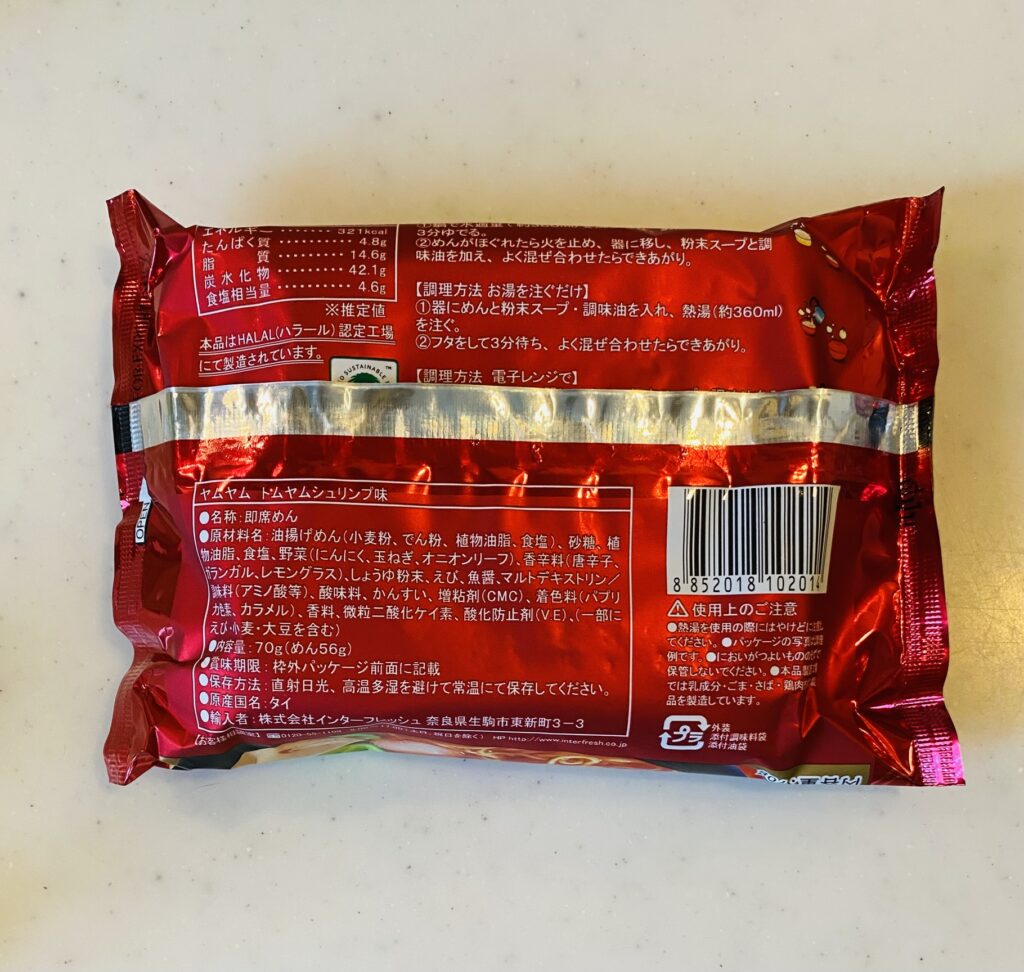 エネルギー ········· 321kcal
たんぱく質 ········· 4.8g
脂質 ········· 14.6g
炭水化物 ········· 42.1g
食塩相当量 ········· 4.6g
※推定値
本品はHALAL(ハラール)認定工場
にて製造されています。
SUSTAINABLE
3分ゆでる。
②めんがほぐれたら火を止め、器に移し、粉末スープと調
味油を加え、よく混ぜ合わせたらできあがり。
【調理方法 お湯を注ぐだけ】
①器にめんと粉末スープ・調味油を入れ、熱湯(約360ml)
を注ぐ。
②フタをして3分待ち、よく混ぜ合わせたらできあがり。
【調理方法 電子レンジで】
OPEN
ヤムヤム トムヤムシュリンプ味
●名称:即席めん
●原材料名:油揚げめん(小麦粉、でん粉、植物油脂、食塩)、砂糖、植
物油脂、食塩、野菜(にんにく、玉ねぎ、オニオンリーフ)、香辛料(唐辛子、
ガランガル、レモングラス)、しょうゆ粉末、えび、魚醤、マルトデキストリン/
調味料(アミノ酸等)、酸味料、かんすい、増粘剤(CMC)、着色料(パプリ
カ色素、カラメル)、香料、微粒二酸化ケイ素、酸化防止剤(V.E)、(一部に
えび・小麦・大豆を含む)
●内容量:70g(めん56g)
●賞味期限:枠外パッケージ前面に記載
●保存方法:直射日光、高温多湿を避けて常温にて保存してください。
●原産国名:タイ
●輸入者:株式会社インターフレッシュ 奈良県生駒市東新町3-3
HP http://www.interfresh.co.jp
8 852018 102014
⚠使用上のご注意
●熱湯を使用の際にはやけどに注意し
てください。●パッケージの写真は調理
例です。●においがつよいもののそばで
保管しないでください。●本品製造工場
では乳成分・ごま・さば・鶏肉
品を製造しています。
プラ
外装
添付調味料袋
添付油袋